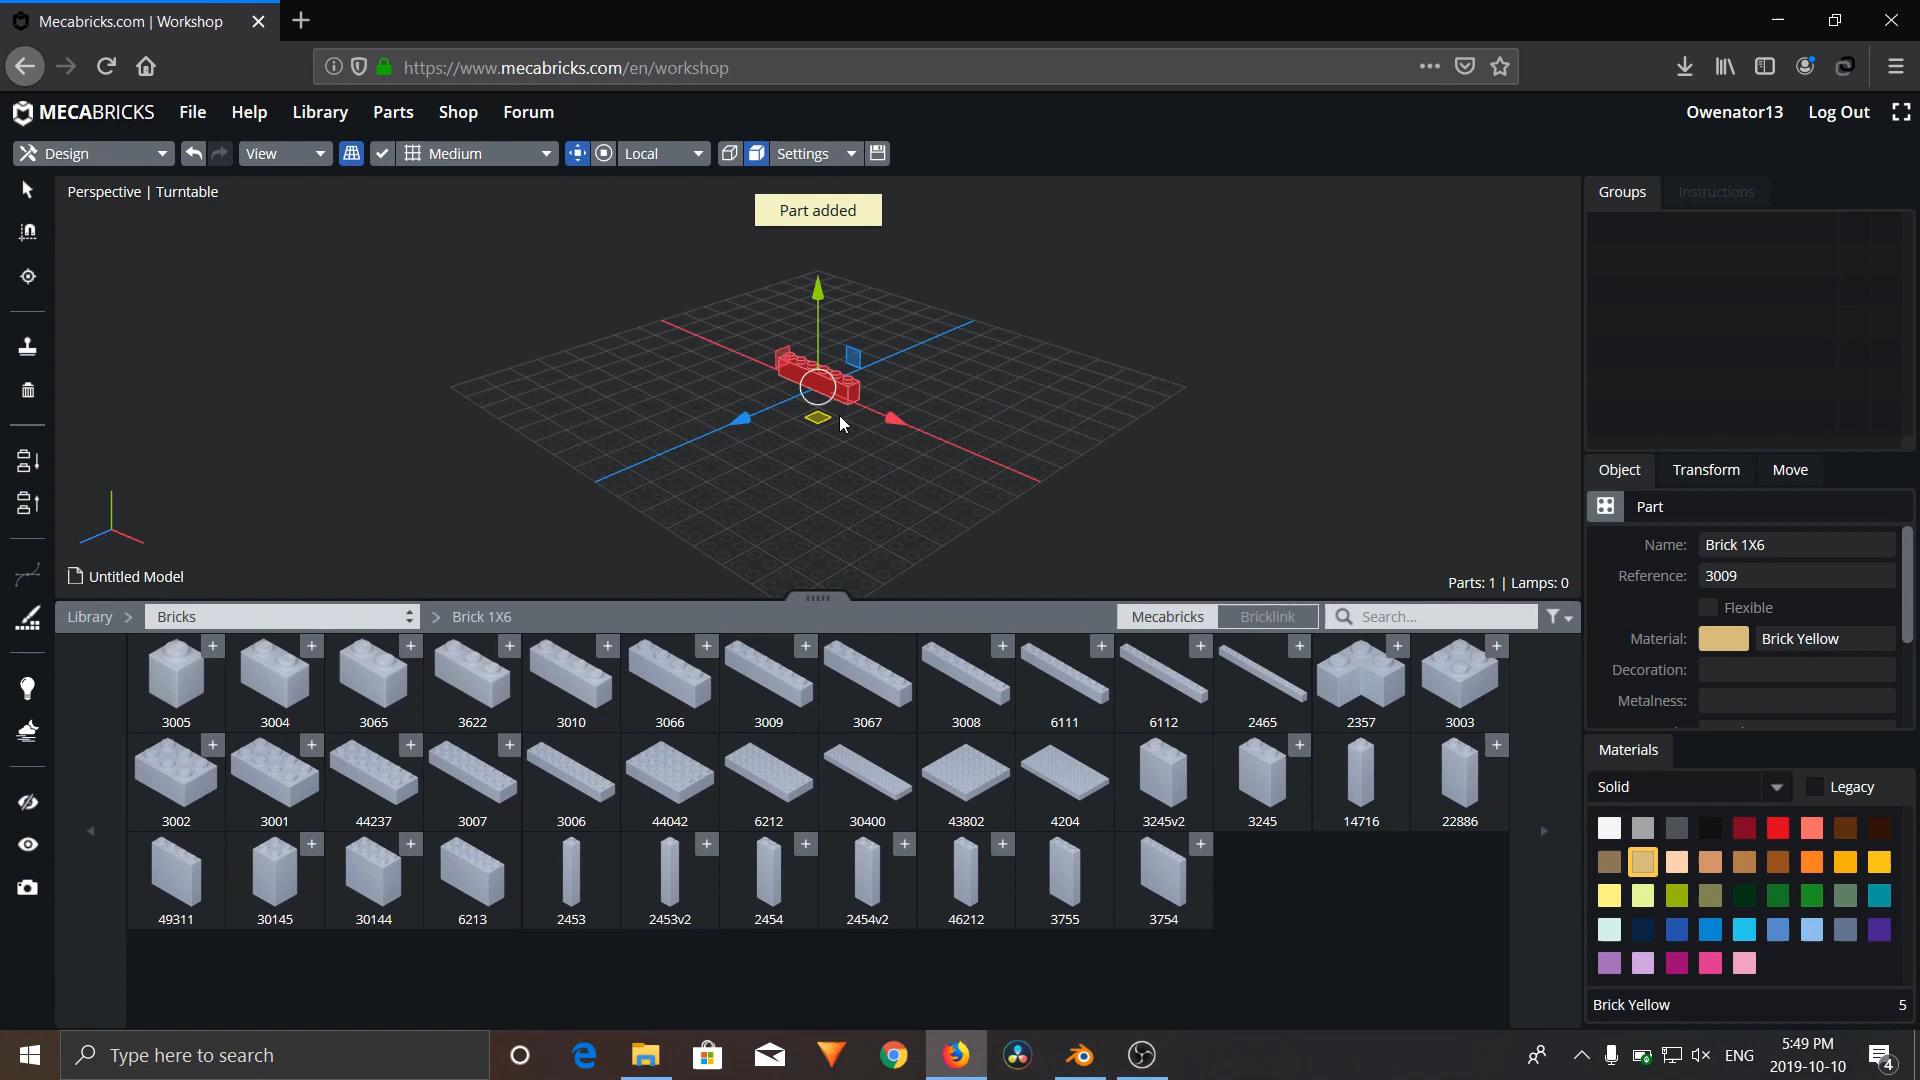 Mecabricks.com | Workshop
https://www.mecabricks.com/en/workshop
MECABRICKS File Help Library Parts Shop Forum Owenator13 Log Out
Design View Medium Local Settings
Perspective | Turntable
Part added
Groups Instructions
Object Transform Move
Part
Name: Brick 1X6
Reference: 3009
Flexible
Material: Brick Yellow
Decoration:
Metalness:
Untitled Model
Parts: 1 | Lamps: 0
Library > Bricks > Brick 1X6 Mecabricks Bricklink Search...
3005 3004 3065 3622 3010 3066 3009 3067 3008 6111 6112 2465 2357 3003
3002 3001 44237 3007 3006 44042 6212 30400 43802 4204 3245v2 3245 14716 22886
49311 30145 30144 6213 2453 2453v2 2454 2454v2 46212 3755 3754
Materials
Solid Legacy
Brick Yellow 5
Type here to search
ENG
5:49 PM
2019-10-10
4